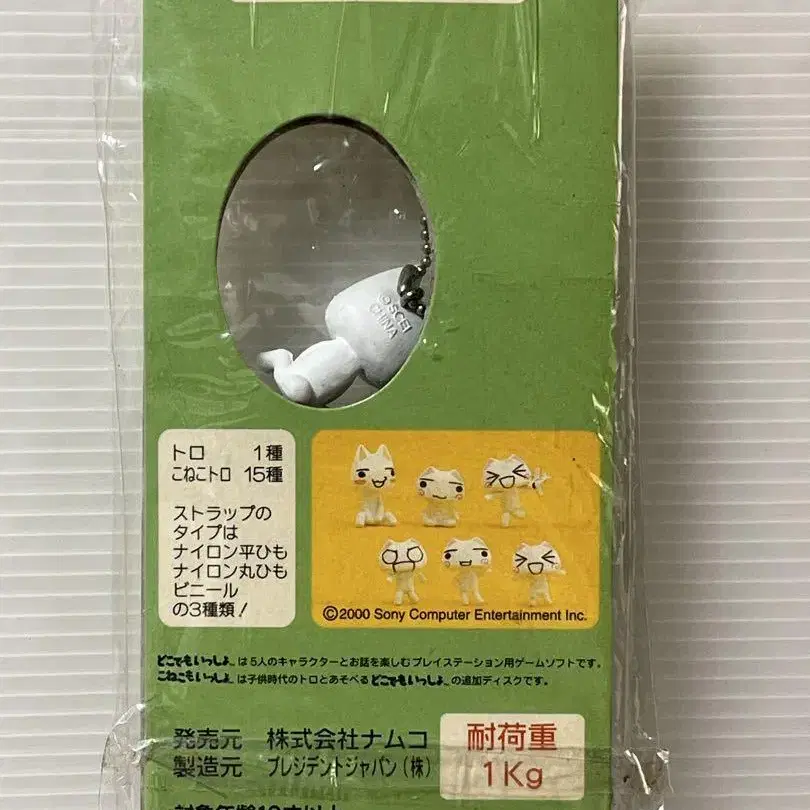 ©SCEI
CHINA
トロ 1種
こねこトロ 15種
ストラップの
タイプは
ナイロン平ひも
ナイロン丸ひも
ビニール
の3種類!
©2000 Sony Computer Entertainment Inc.
どこでもいっしょ は5人のキャラクターとお話を楽しむプレイステーション用ゲームソフトです。
こねこもいっしょ は子供時代のトロとあそべるどこでもいっしょ の追加ディスクです。
発売元 株式会社ナムコ
製造元 プレジデントジャパン(株)
耐荷重
1Kg